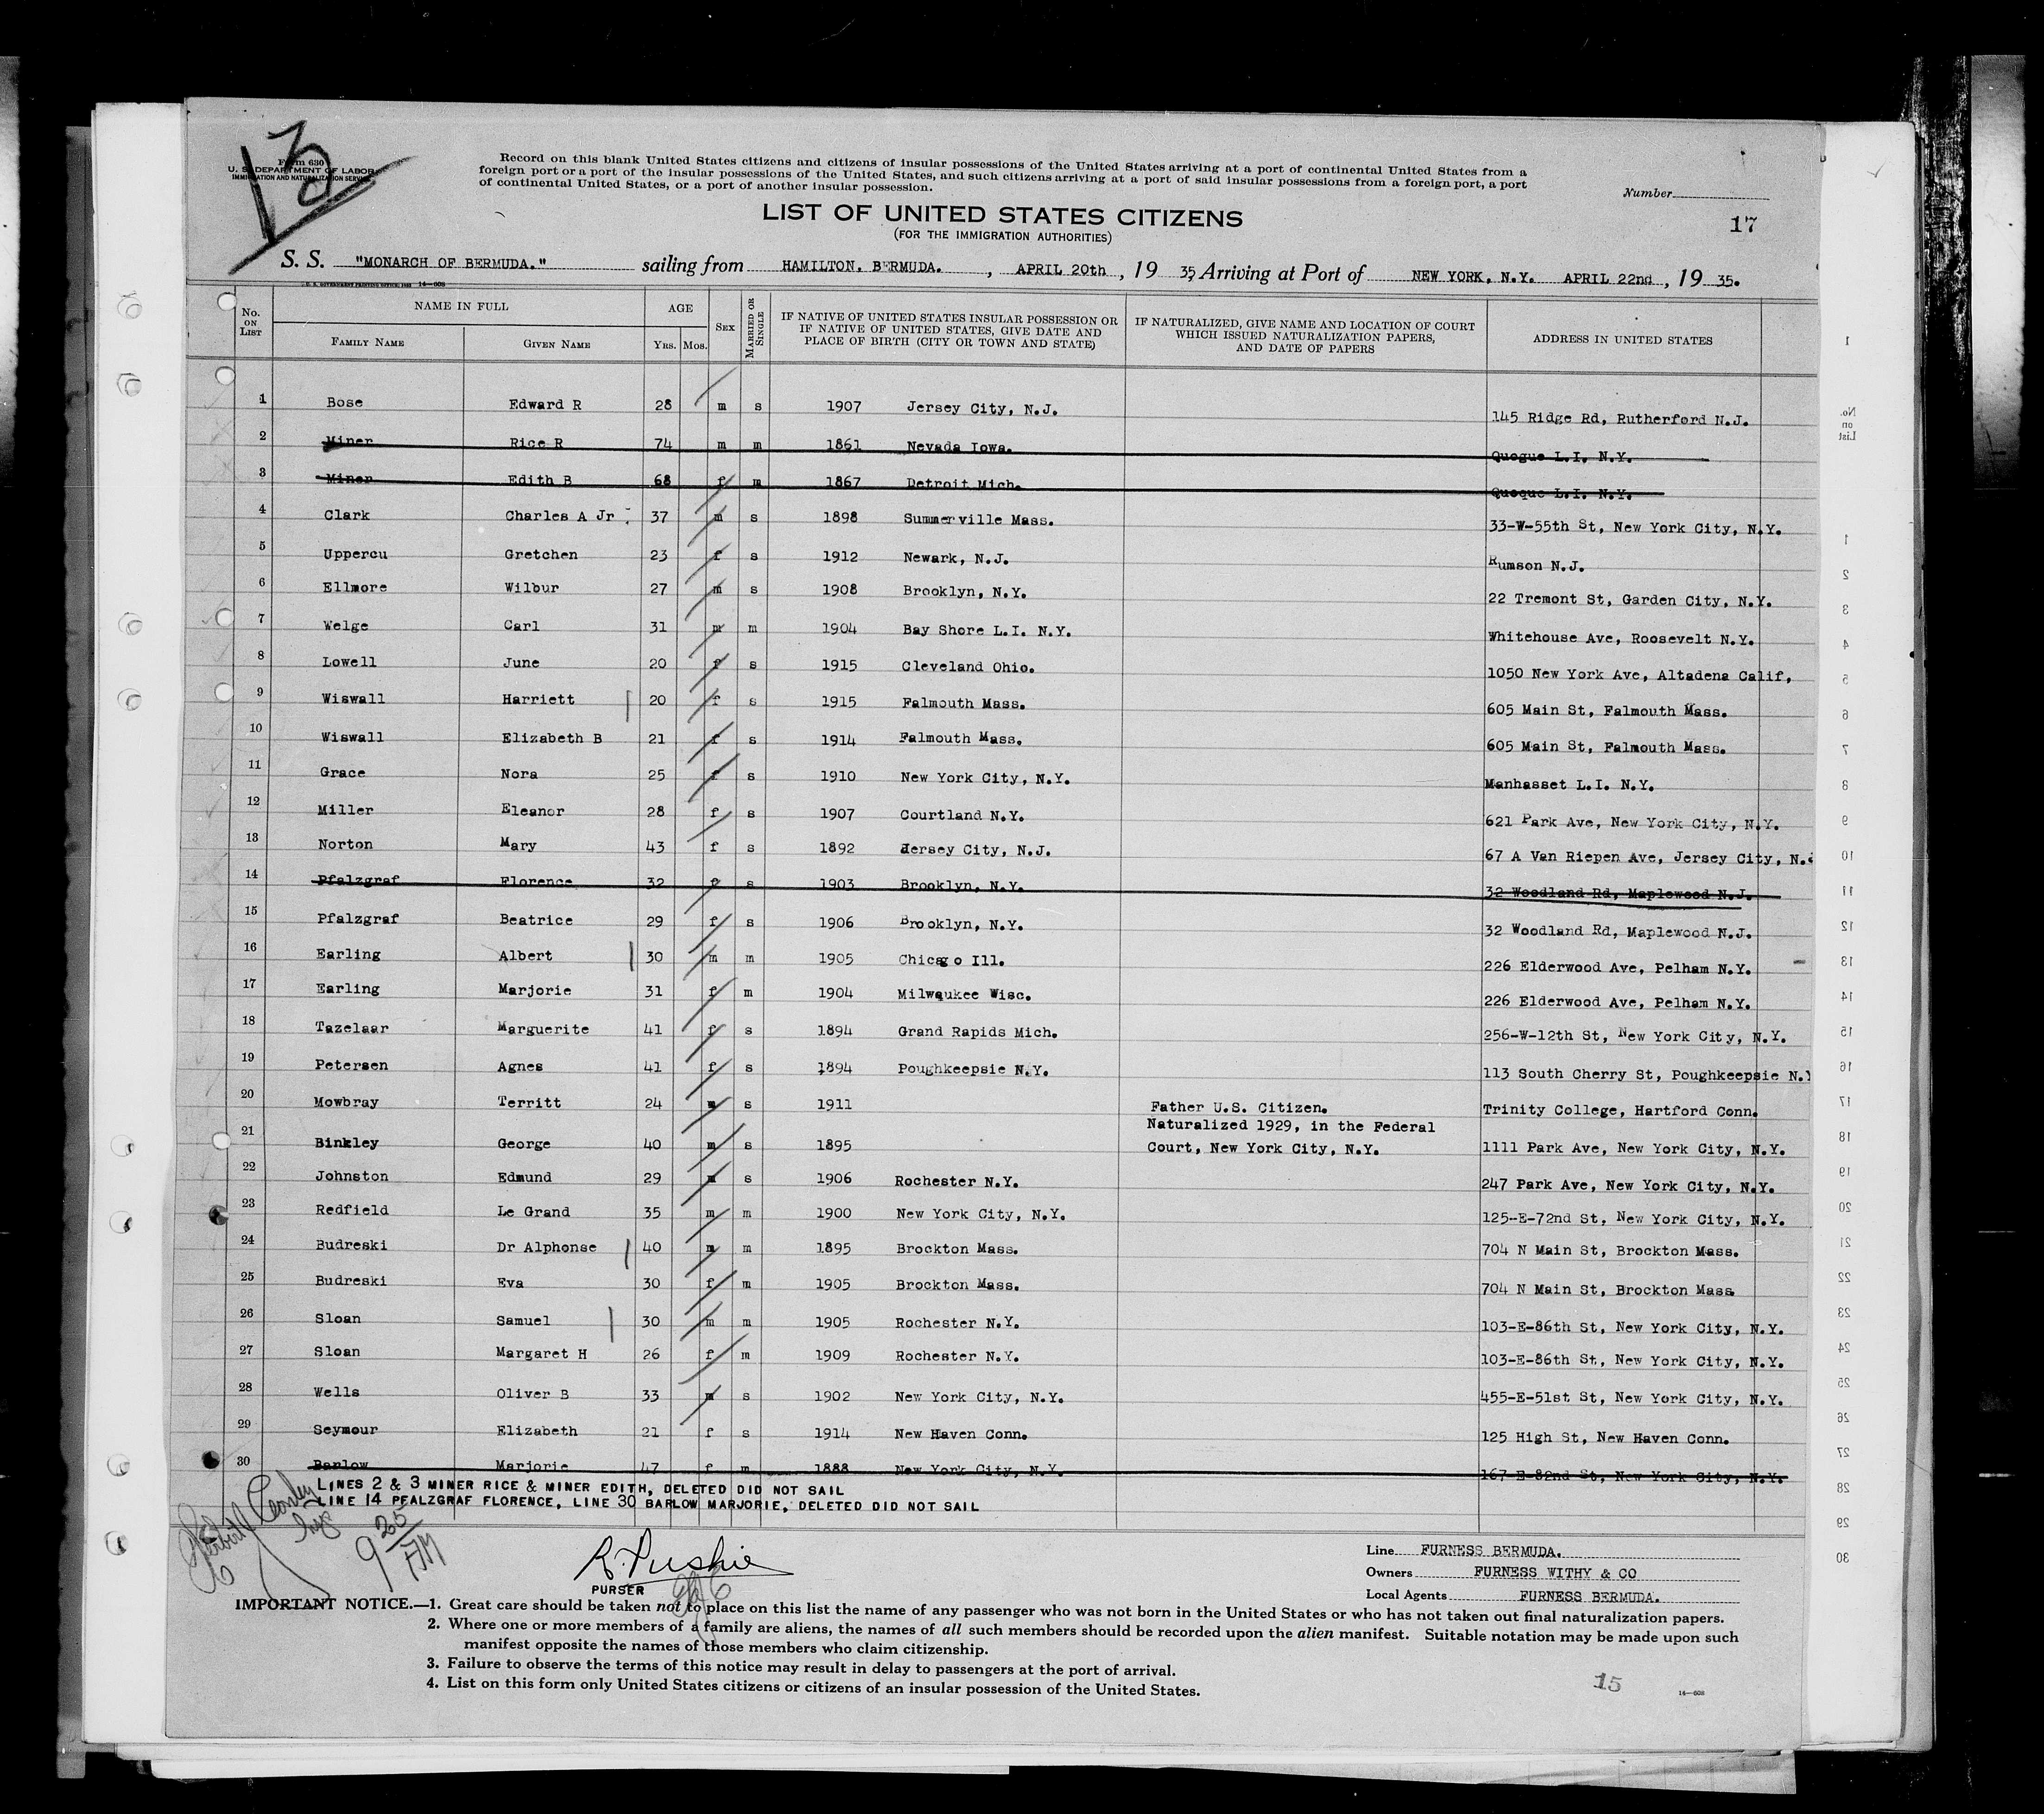 13
Form 630
U. S. DEPARTMENT OF LABOR
IMMIGRATION AND NATURALIZATION SERVICE
Record on this blank United States citizens and citizens of insular possessions of the United States arriving at a port of continental United States from a
foreign port or a port of the insular possessions of the United States, and such citizens arriving at a port of said insular possessions from a foreign port, a port
of continental United States, or a port of another insular possession.
Number
LIST OF UNITED STATES CITIZENS
(FOR THE IMMIGRATION AUTHORITIES)
17
S. S. "MONARCH OF BERMUDA." sailing from HAMILTON. BERMUDA. , APRIL 20th , 19 35, Arriving at Port of NEW YORK, N.Y. APRIL 22nd , 19 35.
No. ON LIST NAME IN FULL FAMILY NAME GIVEN NAME AGE YRS. MOS. SEX MARRIED OR SINGLE IF NATIVE OF UNITED STATES INSULAR POSSESSION OR IF NATIVE OF UNITED STATES, GIVE DATE AND PLACE OF BIRTH (CITY OR TOWN AND STATE) IF NATURALIZED, GIVE NAME AND LOCATION OF COURT WHICH ISSUED NATURALIZATION PAPERS, AND DATE OF PAPERS ADDRESS IN UNITED STATES
1 Bose Edward R 28 m s 1907 Jersey City, N.J. 145 Ridge Rd, Rutherford N.J.
2 Miner Rice R 74 m m 1861 Nevada Iowa. Quogue L.I. N.Y.
3 Miner Edith B 68 f m 1867 Detroit Mich. Quoque L.I. N.Y.
4 Clark Charles A Jr 37 m s 1898 Summerville Mass. 33-W-55th St, New York City, N.Y.
5 Uppercu Gretchen 23 f s 1912 Newark, N.J. Rumson N.J.
6 Ellmore Wilbur 27 m s 1908 Brooklyn, N.Y. 22 Tremont St, Garden City, N.Y.
7 Welge Carl 31 m m 1904 Bay Shore L.I. N.Y. Whitehouse Ave, Roosevelt N.Y.
8 Lowell June 20 f s 1915 Cleveland Ohio. 1050 New York Ave, Altadena Calif,
9 Wiswall Harriett 20 f s 1915 Falmouth Mass. 605 Main St, Falmouth Mass.
10 Wiswall Elizabeth B 21 f s 1914 Falmouth Mass. 605 Main St, Falmouth Mass.
11 Grace Nora 25 f s 1910 New York City, N.Y. Manhasset L.I. N.Y.
12 Miller Eleanor 28 f s 1907 Courtland N.Y. 621 Park Ave, New York City, N.Y.
13 Norton Mary 43 f s 1892 Jersey City, N.J. 67 A Van Riepen Ave, Jersey City, N.J
14 Pfalzgraf Florence 32 f s 1903 Brooklyn, N.Y. 32 Woodland Rd, Maplewood N.J.
15 Pfalzgraf Beatrice 29 f s 1906 Brooklyn, N.Y. 32 Woodland Rd, Maplewood N.J.
16 Earling Albert 30 m m 1905 Chicago Ill. 226 Elderwood Ave, Pelham N.Y.
17 Earling Marjorie 31 f m 1904 Milwaukee Wisc. 226 Elderwood Ave, Pelham N.Y.
18 Tazelaar Marguerite 41 f s 1894 Grand Rapids Mich. 256-W-12th St, New York City, N.Y.
19 Petersen Agnes 41 f s 1894 Poughkeepsie N.Y. 113 South Cherry St, Poughkeepsie N.Y
20 Mowbray Territt 24 m s 1911 Father U.S. Citizen. Trinity College, Hartford Conn.
Naturalized 1929, in the Federal
21 Binkley George 40 m s 1895 Court, New York City, N.Y. 1111 Park Ave, New York City, N.Y.
22 Johnston Edmund 29 m s 1906 Rochester N.Y. 247 Park Ave, New York City, N.Y.
23 Redfield Le Grand 35 m m 1900 New York City, N.Y. 125-E-72nd St, New York City, N.Y.
24 Budreski Dr Alphonse 40 m m 1895 Brockton Mass. 704 N Main St, Brockton Mass.
25 Budreski Eva 30 f m 1905 Brockton Mass. 704 N Main St, Brockton Mass
26 Sloan Samuel 30 m m 1905 Rochester N.Y. 103-E-86th St, New York City, N.Y.
27 Sloan Margaret H 26 f m 1909 Rochester N.Y. 103-E-86th St, New York City, N.Y.
28 Wells Oliver B 33 m s 1902 New York City, N.Y. 455-E-51st St, New York City, N.Y.
29 Seymour Elizabeth 21 f s 1914 New Haven Conn. 125 High St, New Haven Conn.
30 Barlow Marjorie 47 f m 1888 New York City, N.Y. 167-E-82nd St, New York City, N.Y.
LINES 2 & 3 MINER RICE & MINER EDITH, DELETED DID NOT SAIL
LINE 14 PFALZGRAF FLORENCE, LINE 30 BARLOW MARJORIE, DELETED DID NOT SAIL
9 25 AM
PURSER
Line FURNESS BERMUDA.
Owners FURNESS WITHY & CO
Local Agents FURNESS BERMUDA.
IMPORTANT NOTICE.—1. Great care should be taken not to place on this list the name of any passenger who was not born in the United States or who has not taken out final naturalization papers.
2. Where one or more members of a family are aliens, the names of all such members should be recorded upon the alien manifest. Suitable notation may be made upon such
manifest opposite the names of those members who claim citizenship.
3. Failure to observe the terms of this notice may result in delay to passengers at the port of arrival.
4. List on this form only United States citizens or citizens of an insular possession of the United States.
15
14—608